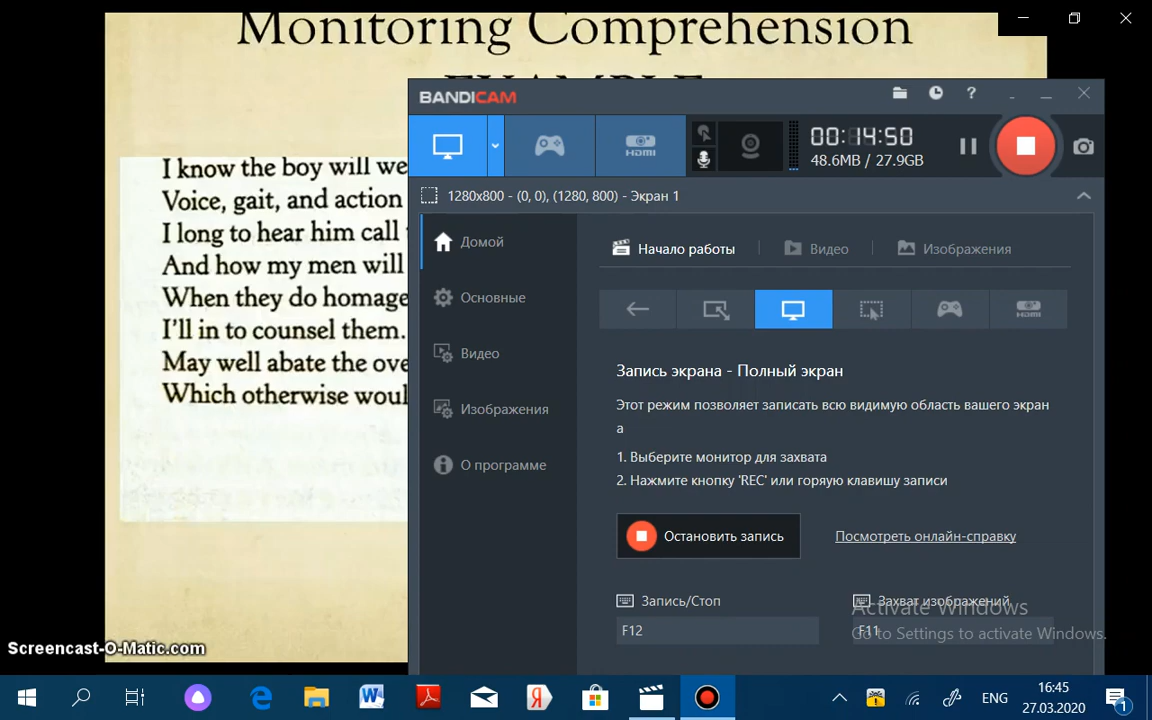 Monitoring Comprehension
EXAMPLE
I know the boy will we
Voice, gait, and action
I long to hear him call
And how my men will
When they do homage
I'll in to counsel them.
May well abate the ove
Which otherwise woul
Screencast-O-Matic.com
BANDICAM
?
HDMI
00:14:50
48.6MB / 27.9GB
1280x800 - (0, 0), (1280, 800) - Экран 1
Домой
Основные
Видео
Изображения
О программе
Начало работы
Видео
Изображения
HDMI
Запись экрана - Полный экран
Этот режим позволяет записать всю видимую область вашего экран
а
1. Выберите монитор для захвата
2. Нажмите кнопку 'REC' или горяую клавишу записи
Остановить запись
Посмотреть онлайн-справку
Запись/Стоп
Захват изображений
F12
F11
Activate Windows
Go to Settings to activate Windows.
ENG
16:45
27.03.2020
1